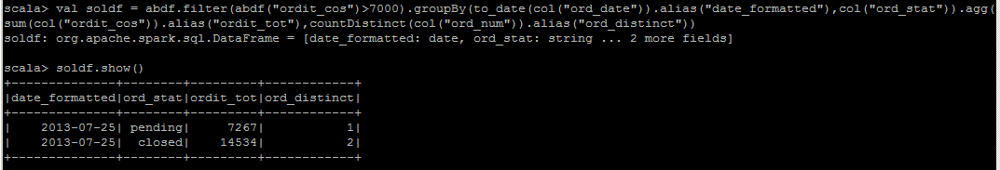 scala> val soldf = abdf.filter(abdf("ordit_cos")>7000).groupBy(to_date(col("ord_date")).alias("date_formatted"),col("ord_stat")).agg(
sum(col("ordit_cos")).alias("ordit_tot"),countDistinct(col("ord_num")).alias("ord_distinct"))
soldf: org.apache.spark.sql.DataFrame = [date_formatted: date, ord_stat: string ... 2 more fields]
scala> soldf.show()
+--------------+--------+---------+------------+
|date_formatted|ord_stat|ordit_tot|ord_distinct|
+--------------+--------+---------+------------+
|    2013-07-25| pending|     7267|           1|
|    2013-07-25|  closed|    14534|           2|
+--------------+--------+---------+------------+